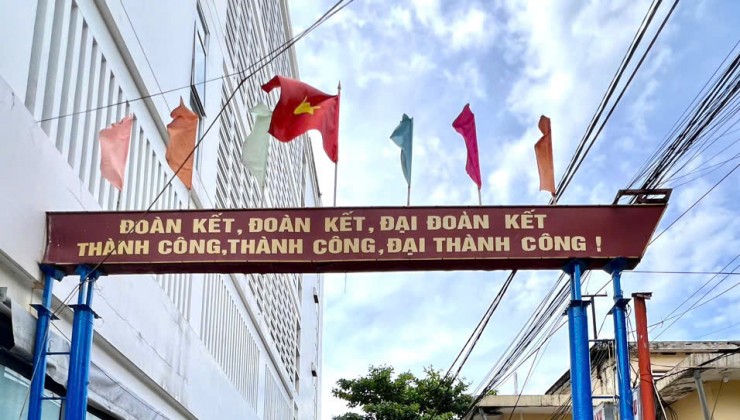 ĐOÀN KẾT, ĐOÀN KẾT, ĐẠI ĐOÀN KẾT
THÀNH CÔNG, THÀNH CÔNG, ĐẠI THÀNH CÔNG !